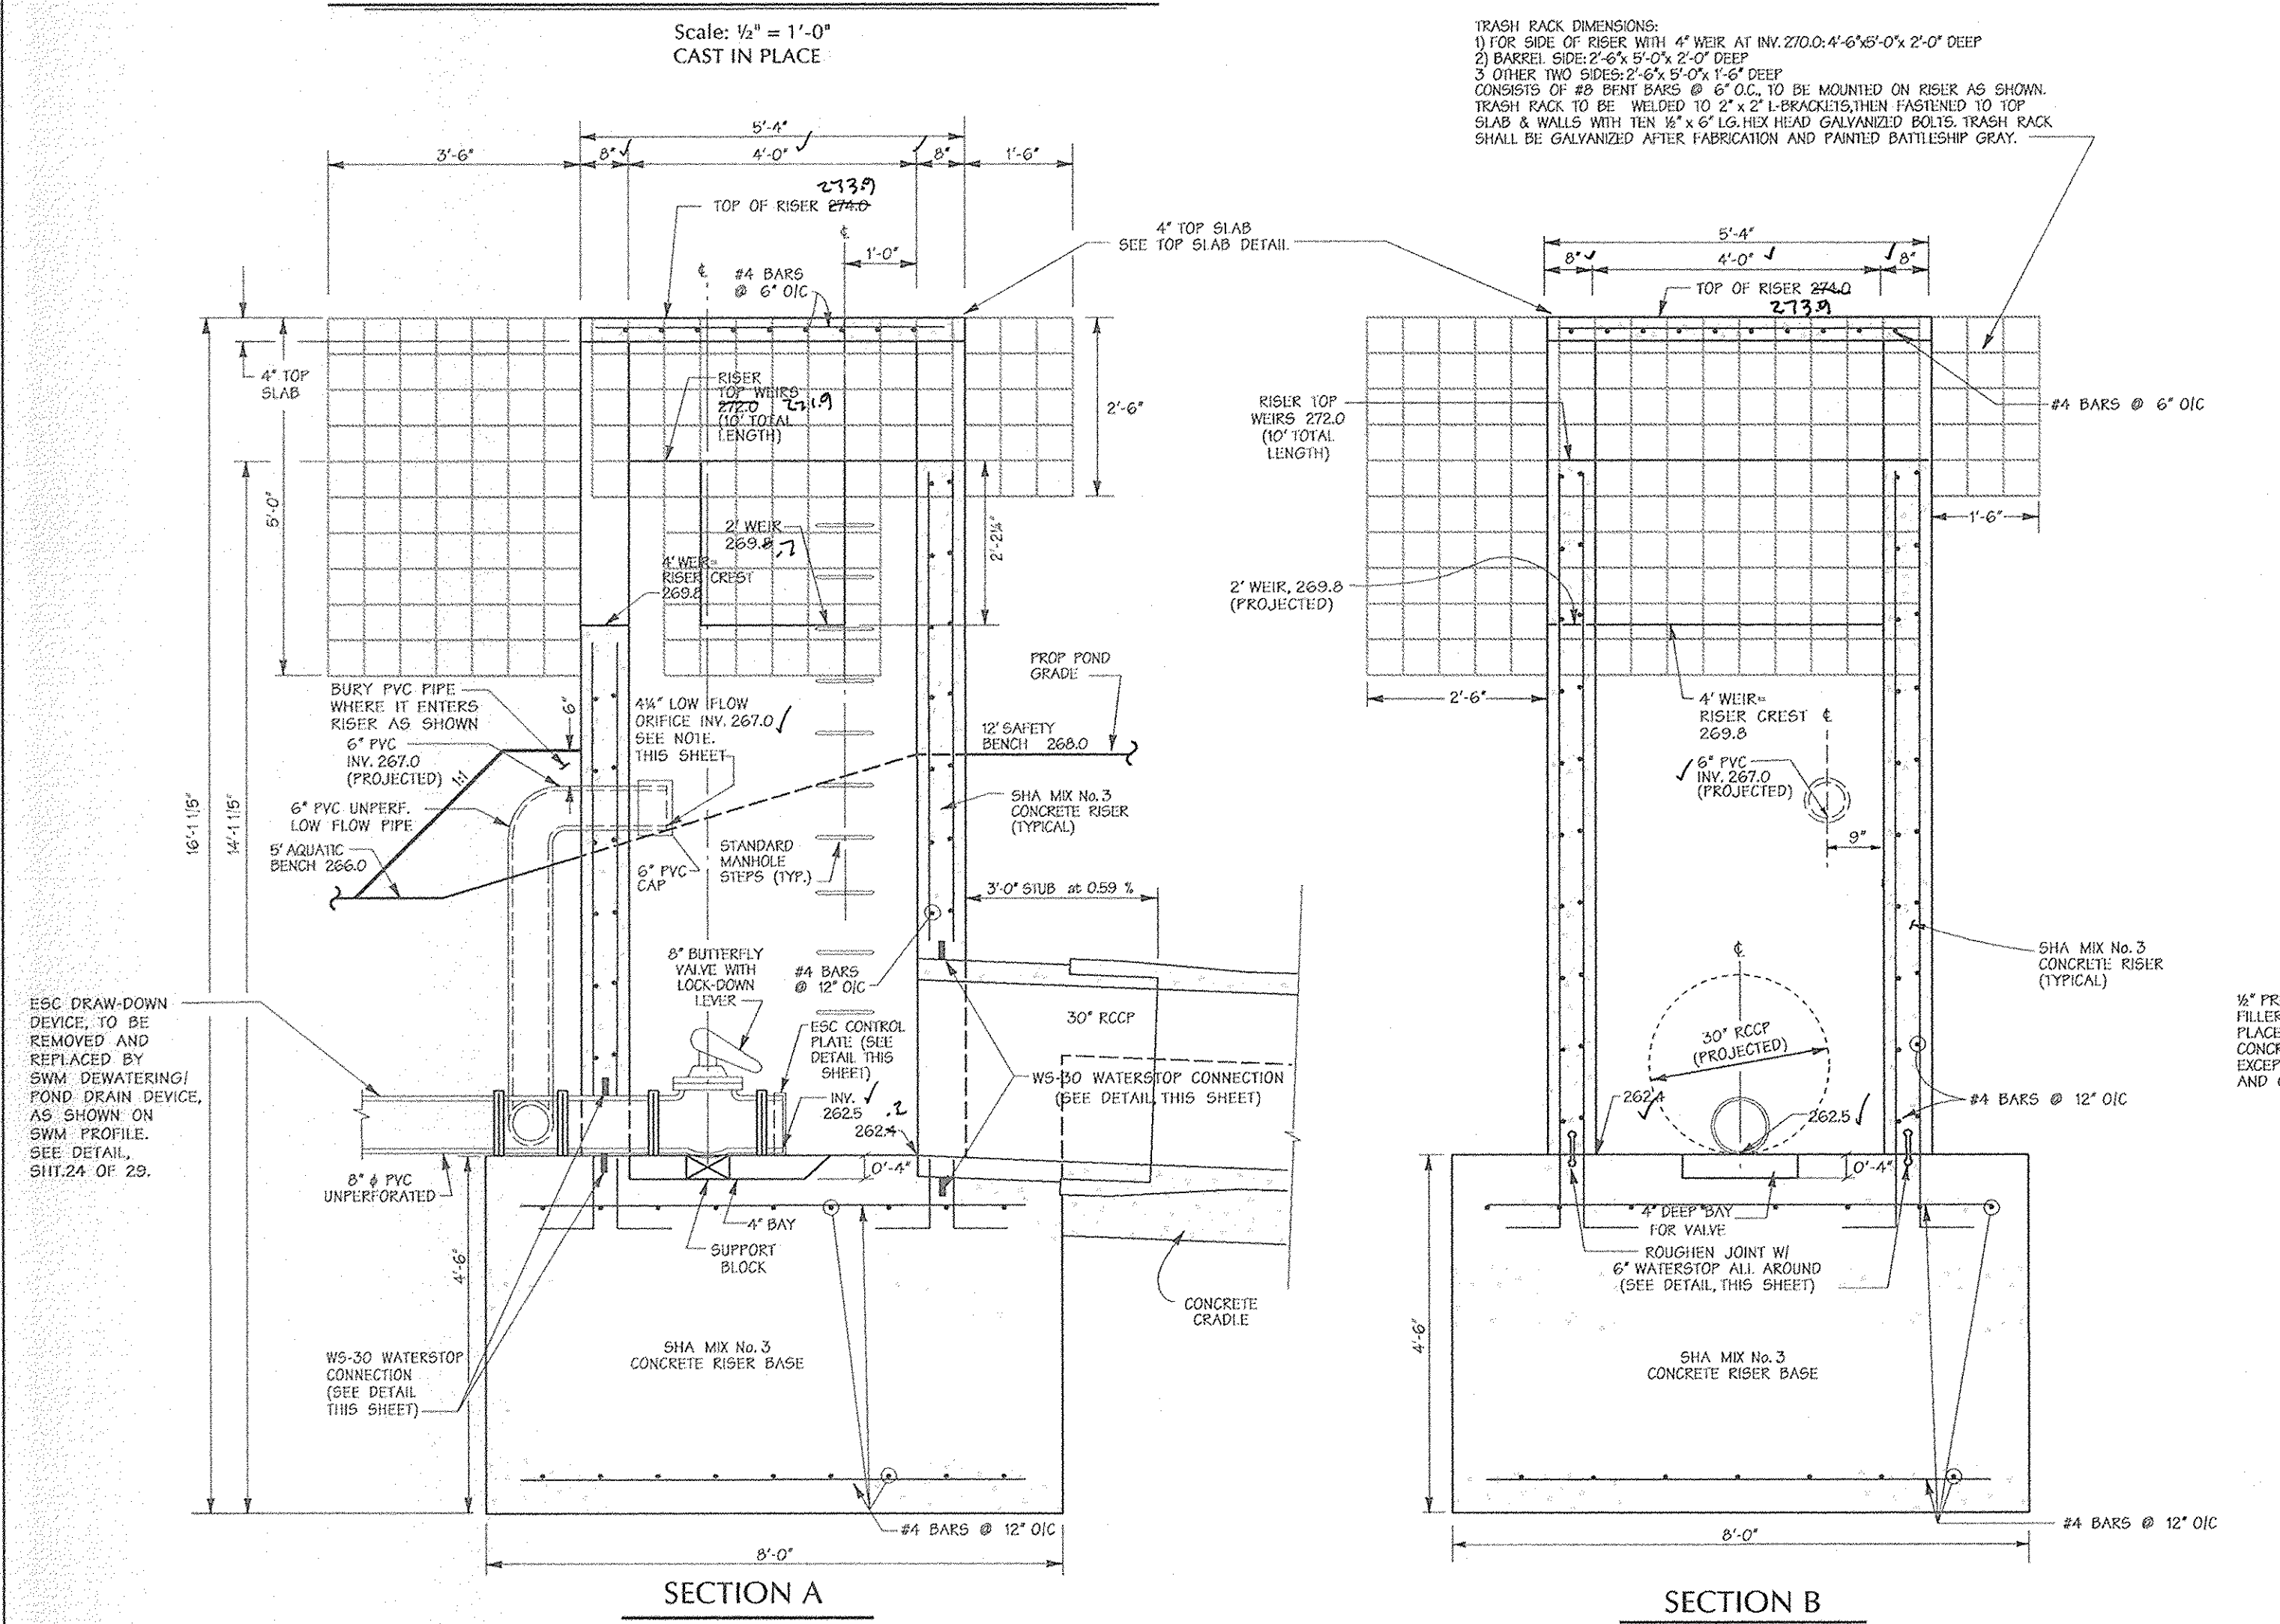 Scale: ½" = 1'-0"
CAST IN PLACE
TRASH RACK DIMENSIONS:
1) FOR SIDE OF RISER WITH 4" WEIR AT INV. 270.0: 4'-6"x5'-0"x 2'-0" DEEP
2) BARREL SIDE: 2'-6"x 5'-0"x 2'-0" DEEP
3 OTHER TWO SIDES: 2'-6"x 5'-0"x 1'-6" DEEP
CONSISTS OF #8 BENT BARS @ 6" O.C., TO BE MOUNTED ON RISER AS SHOWN.
TRASH RACK TO BE WELDED TO 2" x 2" L-BRACKETS, THEN FASTENED TO TOP
SLAB & WALLS WITH TEN ½" x 6" LG. HEX HEAD GALVANIZED BOLTS. TRASH RACK
SHALL BE GALVANIZED AFTER FABRICATION AND PAINTED BATTLESHIP GRAY.
5'-4"
3'-6"
8"
4'-0"
8"
1'-6"
273.9
TOP OF RISER 274.0
1'-0"
#4 BARS
@ 6" O/C
4" TOP SLAB
SEE TOP SLAB DETAIL
4" TOP
SLAB
5'-0"
16'-1 1/5"
14'-1 1/5"
RISER
TOP WEIRS
272.0 271.9
(10' TOTAL
LENGTH)
2'-6"
2' WEIR
269.8 .7
2'-2¼"
4' WEIR=
RISER CREST
269.8
PROP POND
GRADE
12' SAFETY
BENCH 268.0
BURY PVC PIPE
WHERE IT ENTERS
RISER AS SHOWN
6"
6" PVC
INV. 267.0
(PROJECTED)
1:1
6" PVC UNPERF.
LOW FLOW PIPE
5' AQUATIC
BENCH 266.0
4¼" LOW FLOW
ORIFICE INV. 267.0
SEE NOTE.
THIS SHEET
SHA MIX No. 3
CONCRETE RISER
(TYPICAL)
6" PVC
CAP
STANDARD
MANHOLE
STEPS (TYP.)
3'-0" STUB at 0.59 %
8" BUTTERFLY
VALVE WITH
LOCK-DOWN
LEVER
#4 BARS
@ 12" O/C
30" RCCP
ESC CONTROL
PLATE (SEE
DETAIL THIS
SHEET)
INV.
262.5 .2
262.4
WS-30 WATERSTOP CONNECTION
(SEE DETAIL, THIS SHEET)
ESC DRAW-DOWN
DEVICE, TO BE
REMOVED AND
REPLACED BY
SWM DEWATERING/
POND DRAIN DEVICE,
AS SHOWN ON
SWM PROFILE.
SEE DETAIL,
SHT.24 OF 29.
8" φ PVC
UNPERFORATED
0'-4"
4" BAY
SUPPORT
BLOCK
4'-6"
CONCRETE
CRADLE
SHA MIX No. 3
CONCRETE RISER BASE
WS-30 WATERSTOP
CONNECTION
(SEE DETAIL
THIS SHEET)
#4 BARS @ 12" O/C
8'-0"
SECTION A
5'-4"
8"
4'-0"
8"
TOP OF RISER 274.0
273.9
#4 BARS @ 6" O/C
RISER TOP
WEIRS 272.0
(10' TOTAL
LENGTH)
1'-6"
2' WEIR, 269.8
(PROJECTED)
2'-6"
4' WEIR=
RISER CREST
269.8
6" PVC
INV. 267.0
(PROJECTED)
9"
SHA MIX No. 3
CONCRETE RISER
(TYPICAL)
30" RCCP
(PROJECTED)
262.4
262.5
#4 BARS @ 12" O/C
0'-4"
4" DEEP BAY
FOR VALVE
ROUGHEN JOINT W/
6" WATERSTOP ALL AROUND
(SEE DETAIL, THIS SHEET)
4'-6"
SHA MIX No. 3
CONCRETE RISER BASE
#4 BARS @ 12" O/C
8'-0"
SECTION B
½" PR
FILLER
PLACE
CONCR
EXCEP
AND